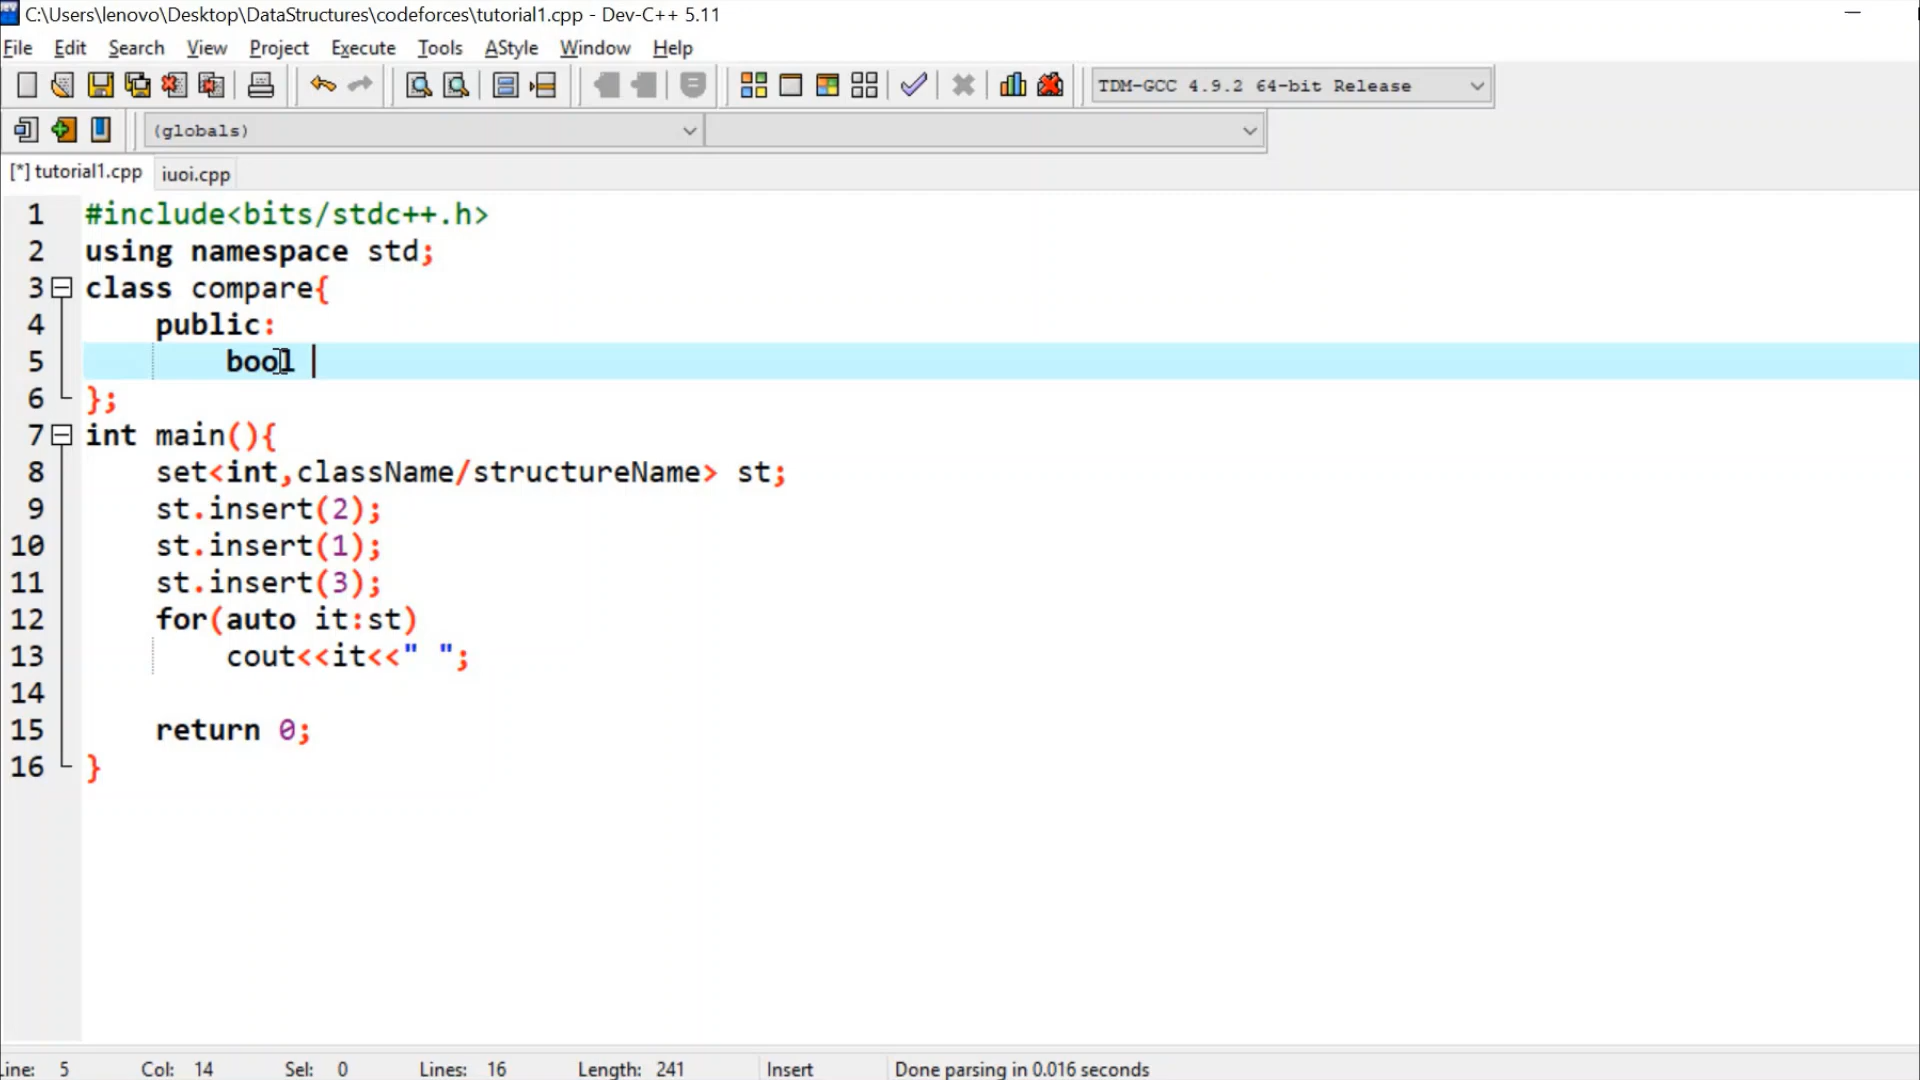 C:\Users\lenovo\Desktop\DataStructures\codeforces\tutorial1.cpp - Dev-C++ 5.11
File Edit Search View Project Execute Tools AStyle Window Help
TDM-GCC 4.9.2 64-bit Release
(globals)
[*] tutorial1.cpp iuoi.cpp
1 #include<bits/stdc++.h>
2 using namespace std;
3 class compare{
4 public:
5 bool
6 };
7 int main(){
8 set<int,className/structureName> st;
9 st.insert(2);
10 st.insert(1);
11 st.insert(3);
12 for(auto it:st)
13 cout<<it<<" ";
14
15 return 0;
16 }
Line: 5 Col: 14 Sel: 0 Lines: 16 Length: 241 Insert Done parsing in 0.016 seconds